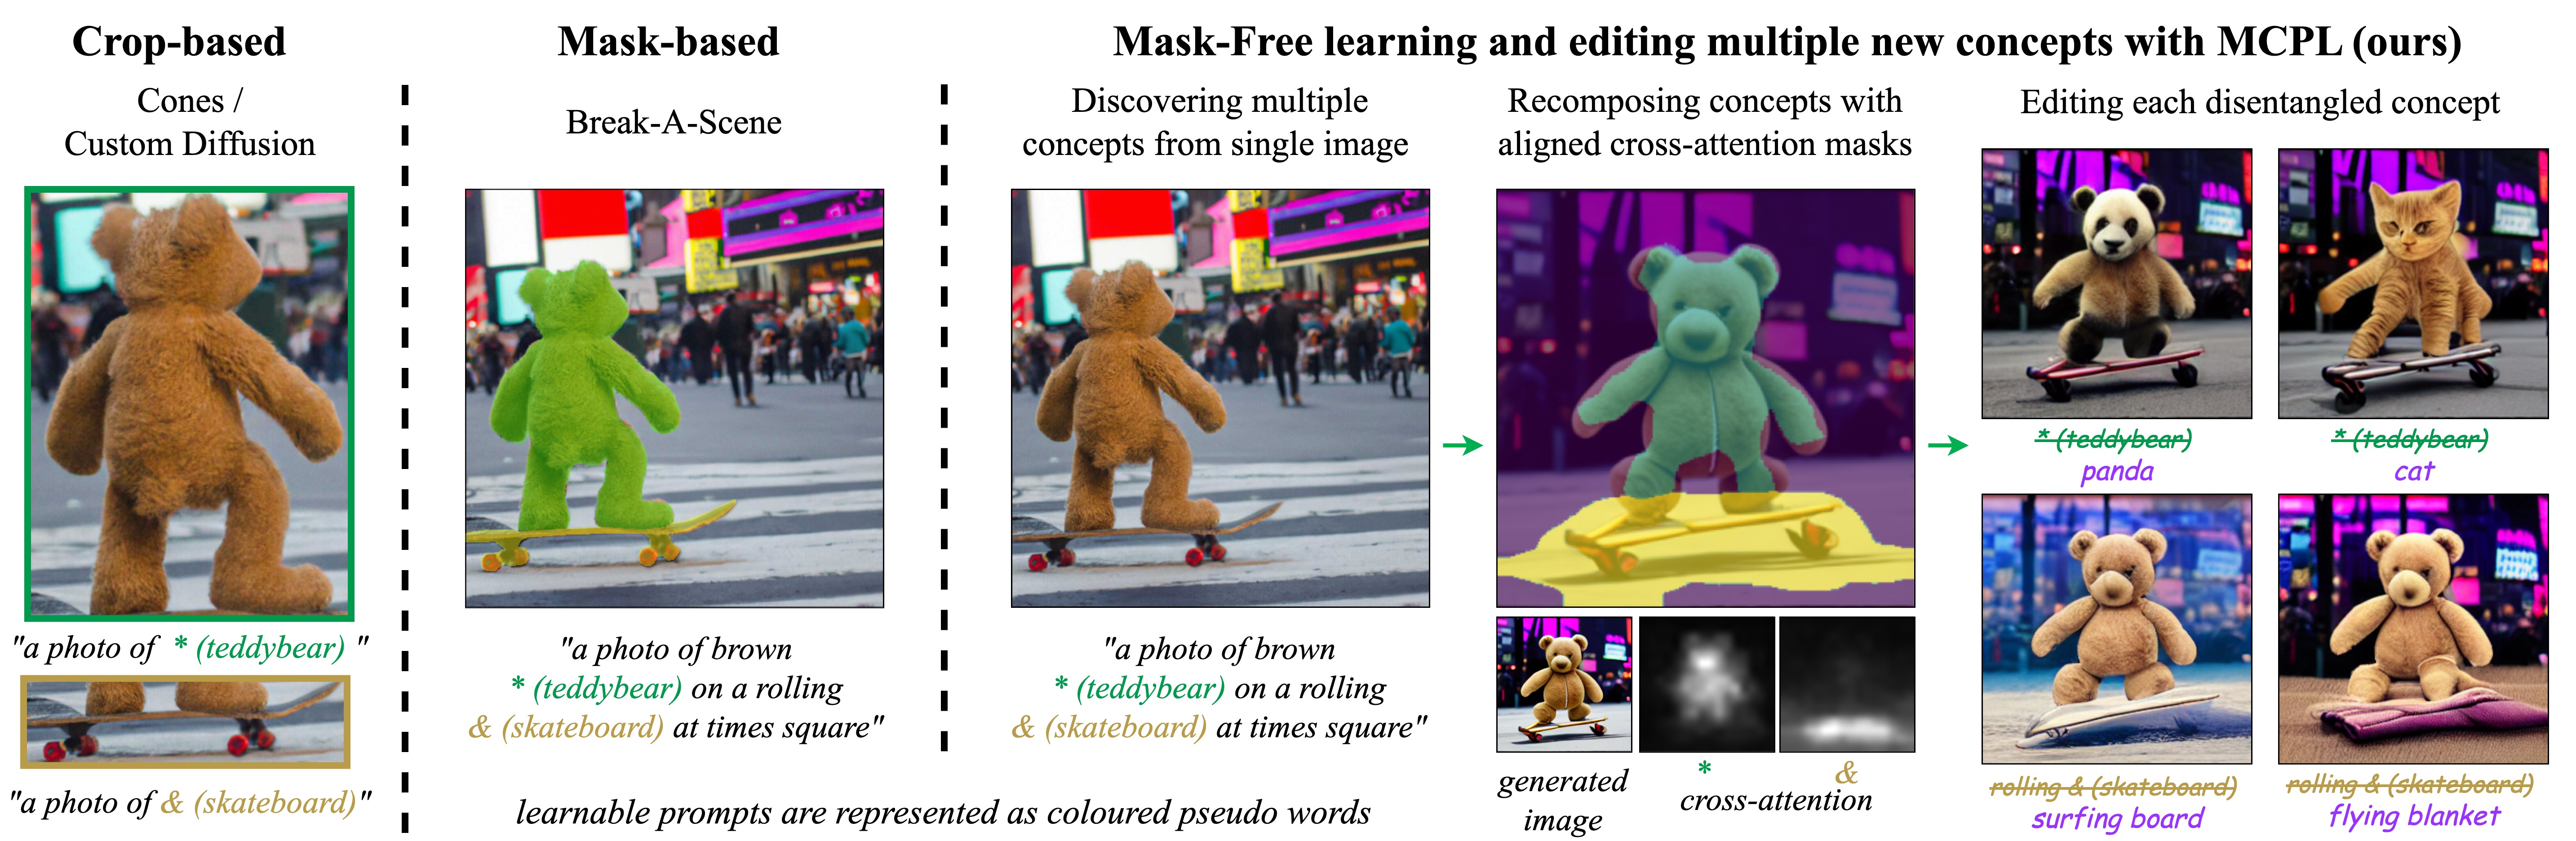 Crop-based
Cones /
Custom Diffusion
"a photo of * (teddybear) "
"a photo of & (skateboard)"
Mask-based
Break-A-Scene
"a photo of brown
* (teddybear) on a rolling
& (skateboard) at times square"
Mask-Free learning and editing multiple new concepts with MCPL (ours)
Discovering multiple
concepts from single image
"a photo of brown
* (teddybear) on a rolling
& (skateboard) at times square"
learnable prompts are represented as coloured pseudo words
Recomposing concepts with
aligned cross-attention masks
generated
image
* &
cross-attention
Editing each disentangled concept
* (teddybear)
panda
* (teddybear)
cat
rolling & (skateboard)
surfing board
rolling & (skateboard)
flying blanket